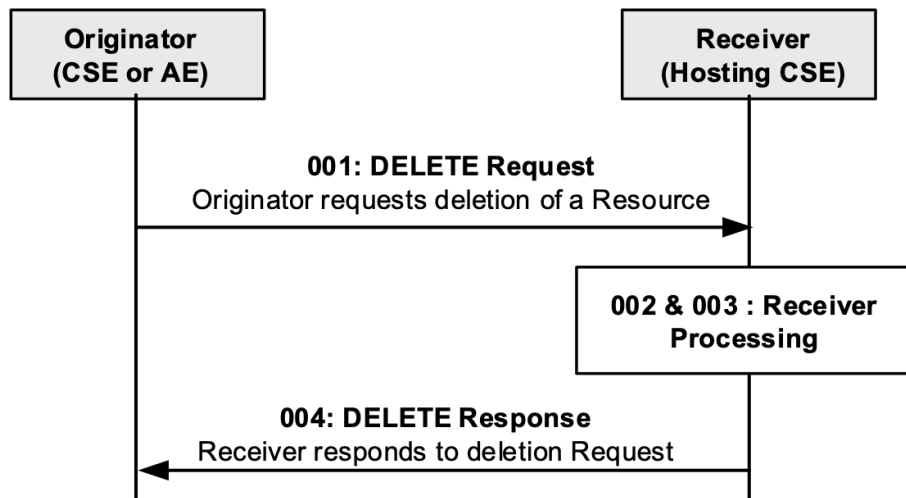 Originator
(CSE or AE)
Receiver
(Hosting CSE)
001: DELETE Request
Originator requests deletion of a Resource
002 & 003 : Receiver
Processing
004: DELETE Response
Receiver responds to deletion Request